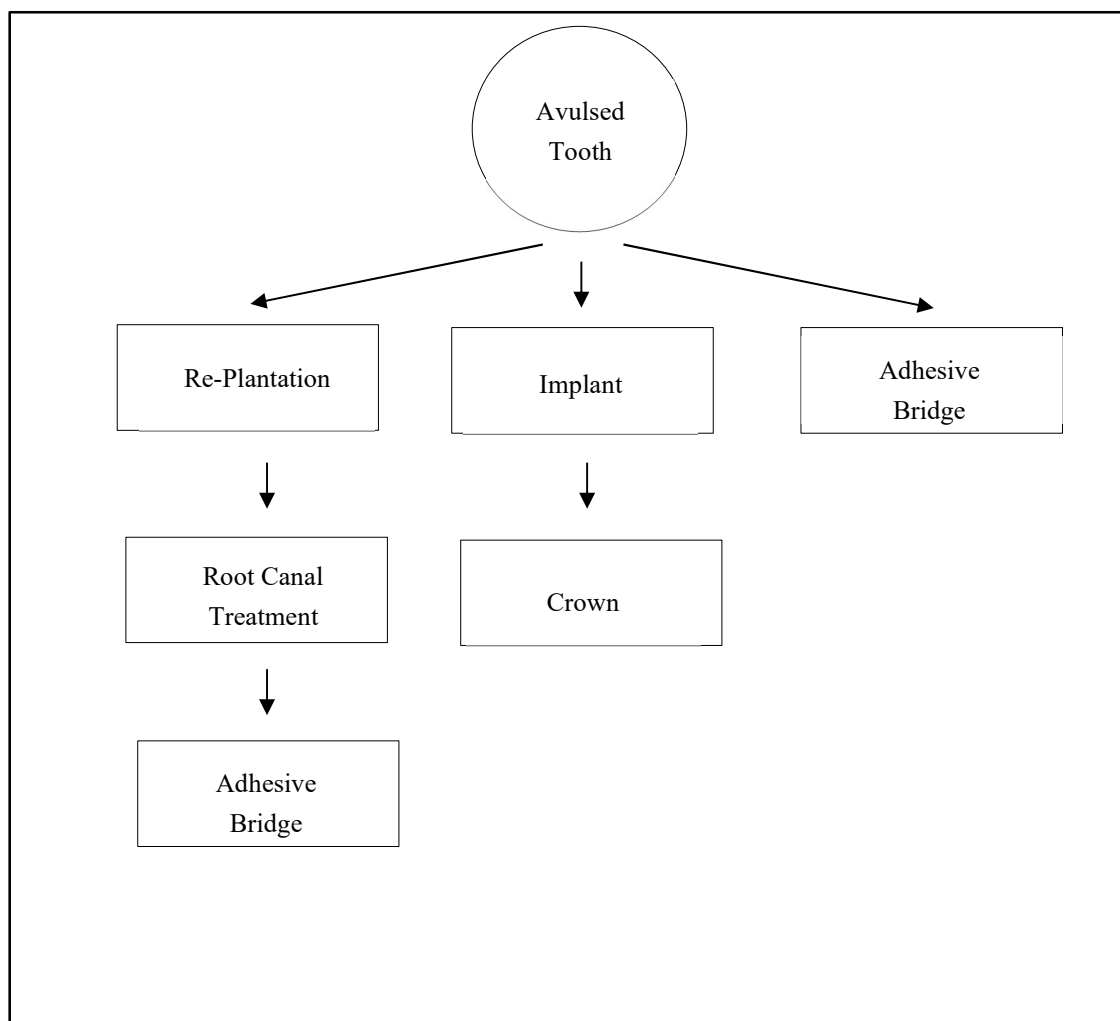 Avulsed
Tooth
Re-Plantation
Implant
Adhesive
Bridge
Root Canal
Treatment
Crown
Adhesive
Bridge